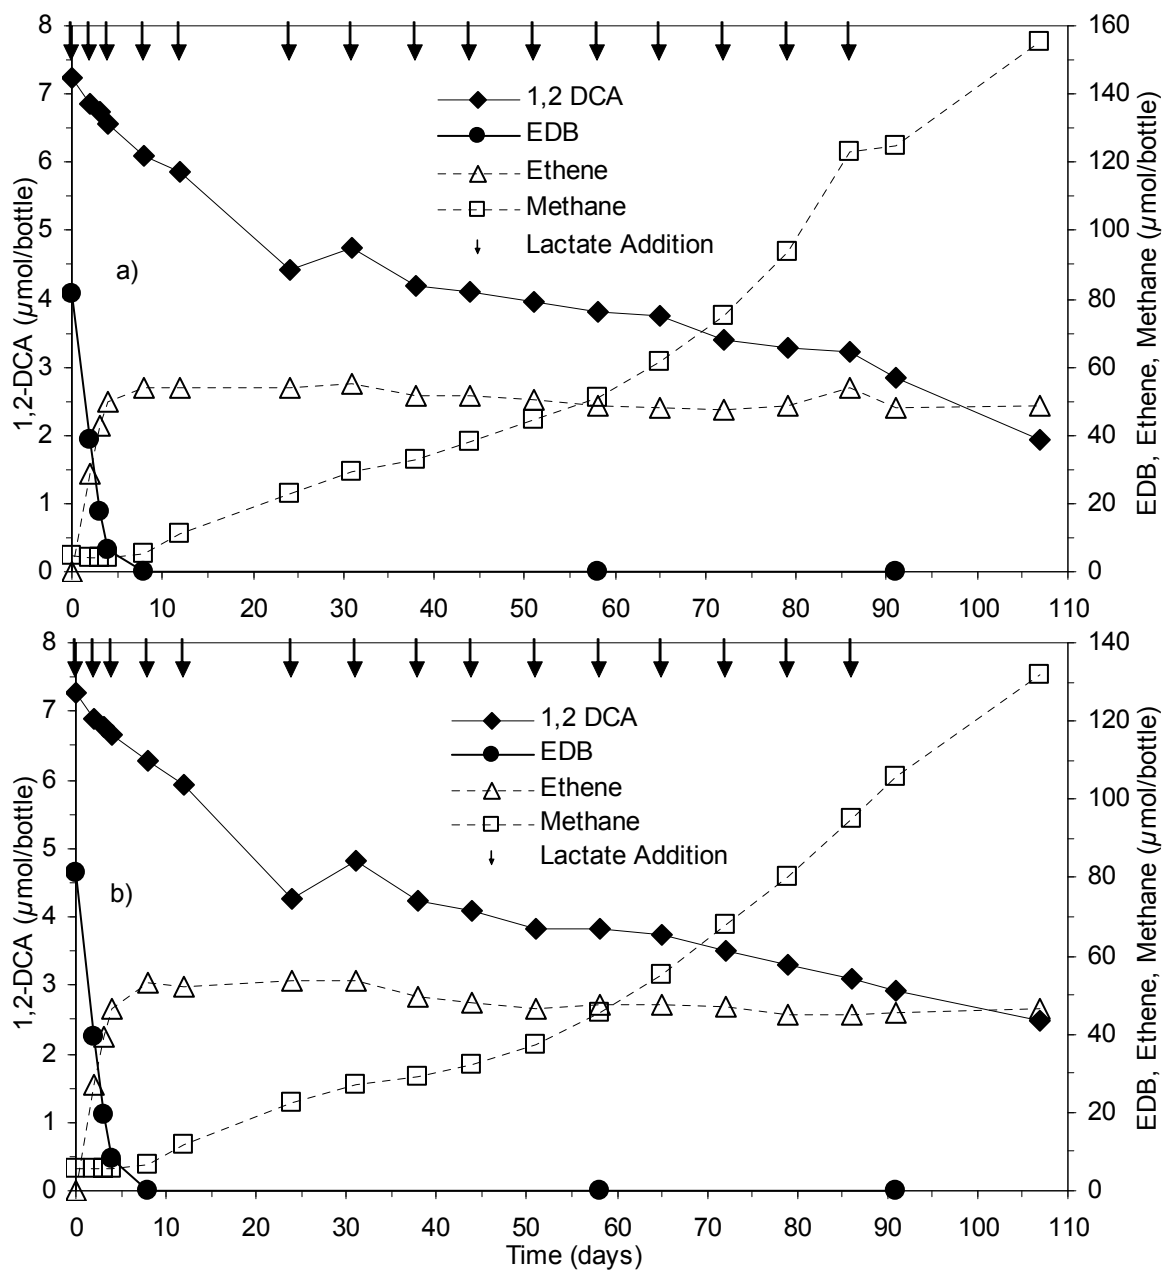 8
7
6
5
4
3
2
1
0
1,2-DCA (µmol/bottle)
160
140
120
100
80
60
40
20
0
EDB, Ethene, Methane (µmol/bottle)
1,2 DCA
EDB
Ethene
Methane
Lactate Addition
a)
0 10 20 30 40 50 60 70 80 90 100 110
8
7
6
5
4
3
2
1
0
1,2-DCA (µmol/bottle)
140
120
100
80
60
40
20
0
EDB, Ethene, Methane (µmol/bottle)
1,2 DCA
EDB
Ethene
Methane
Lactate Addition
b)
0 10 20 30 40 50 60 70 80 90 100 110
Time (days)